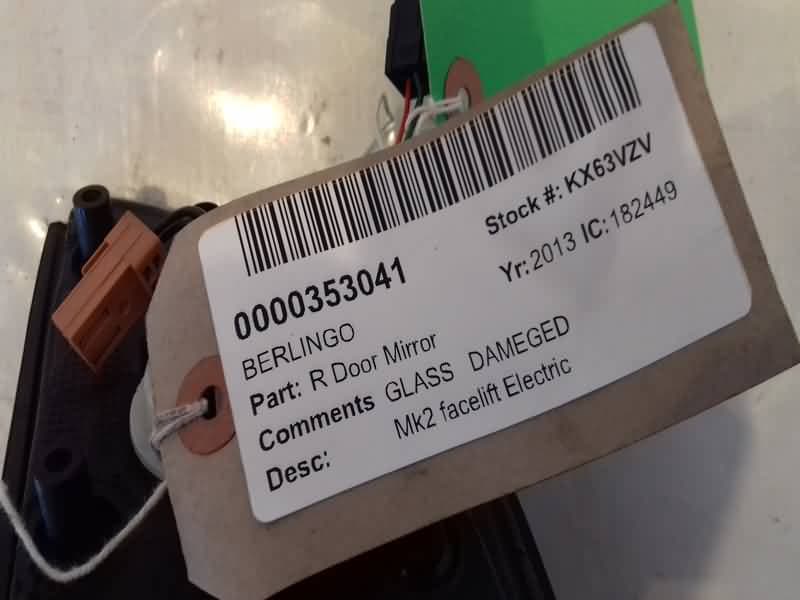 0000353041
Stock #: KX63VZV
BERLINGO
Yr: 2013 IC: 182449
Part: R Door Mirror
Comments GLASS DAMEGED
Desc: Mk2 facelift Electric